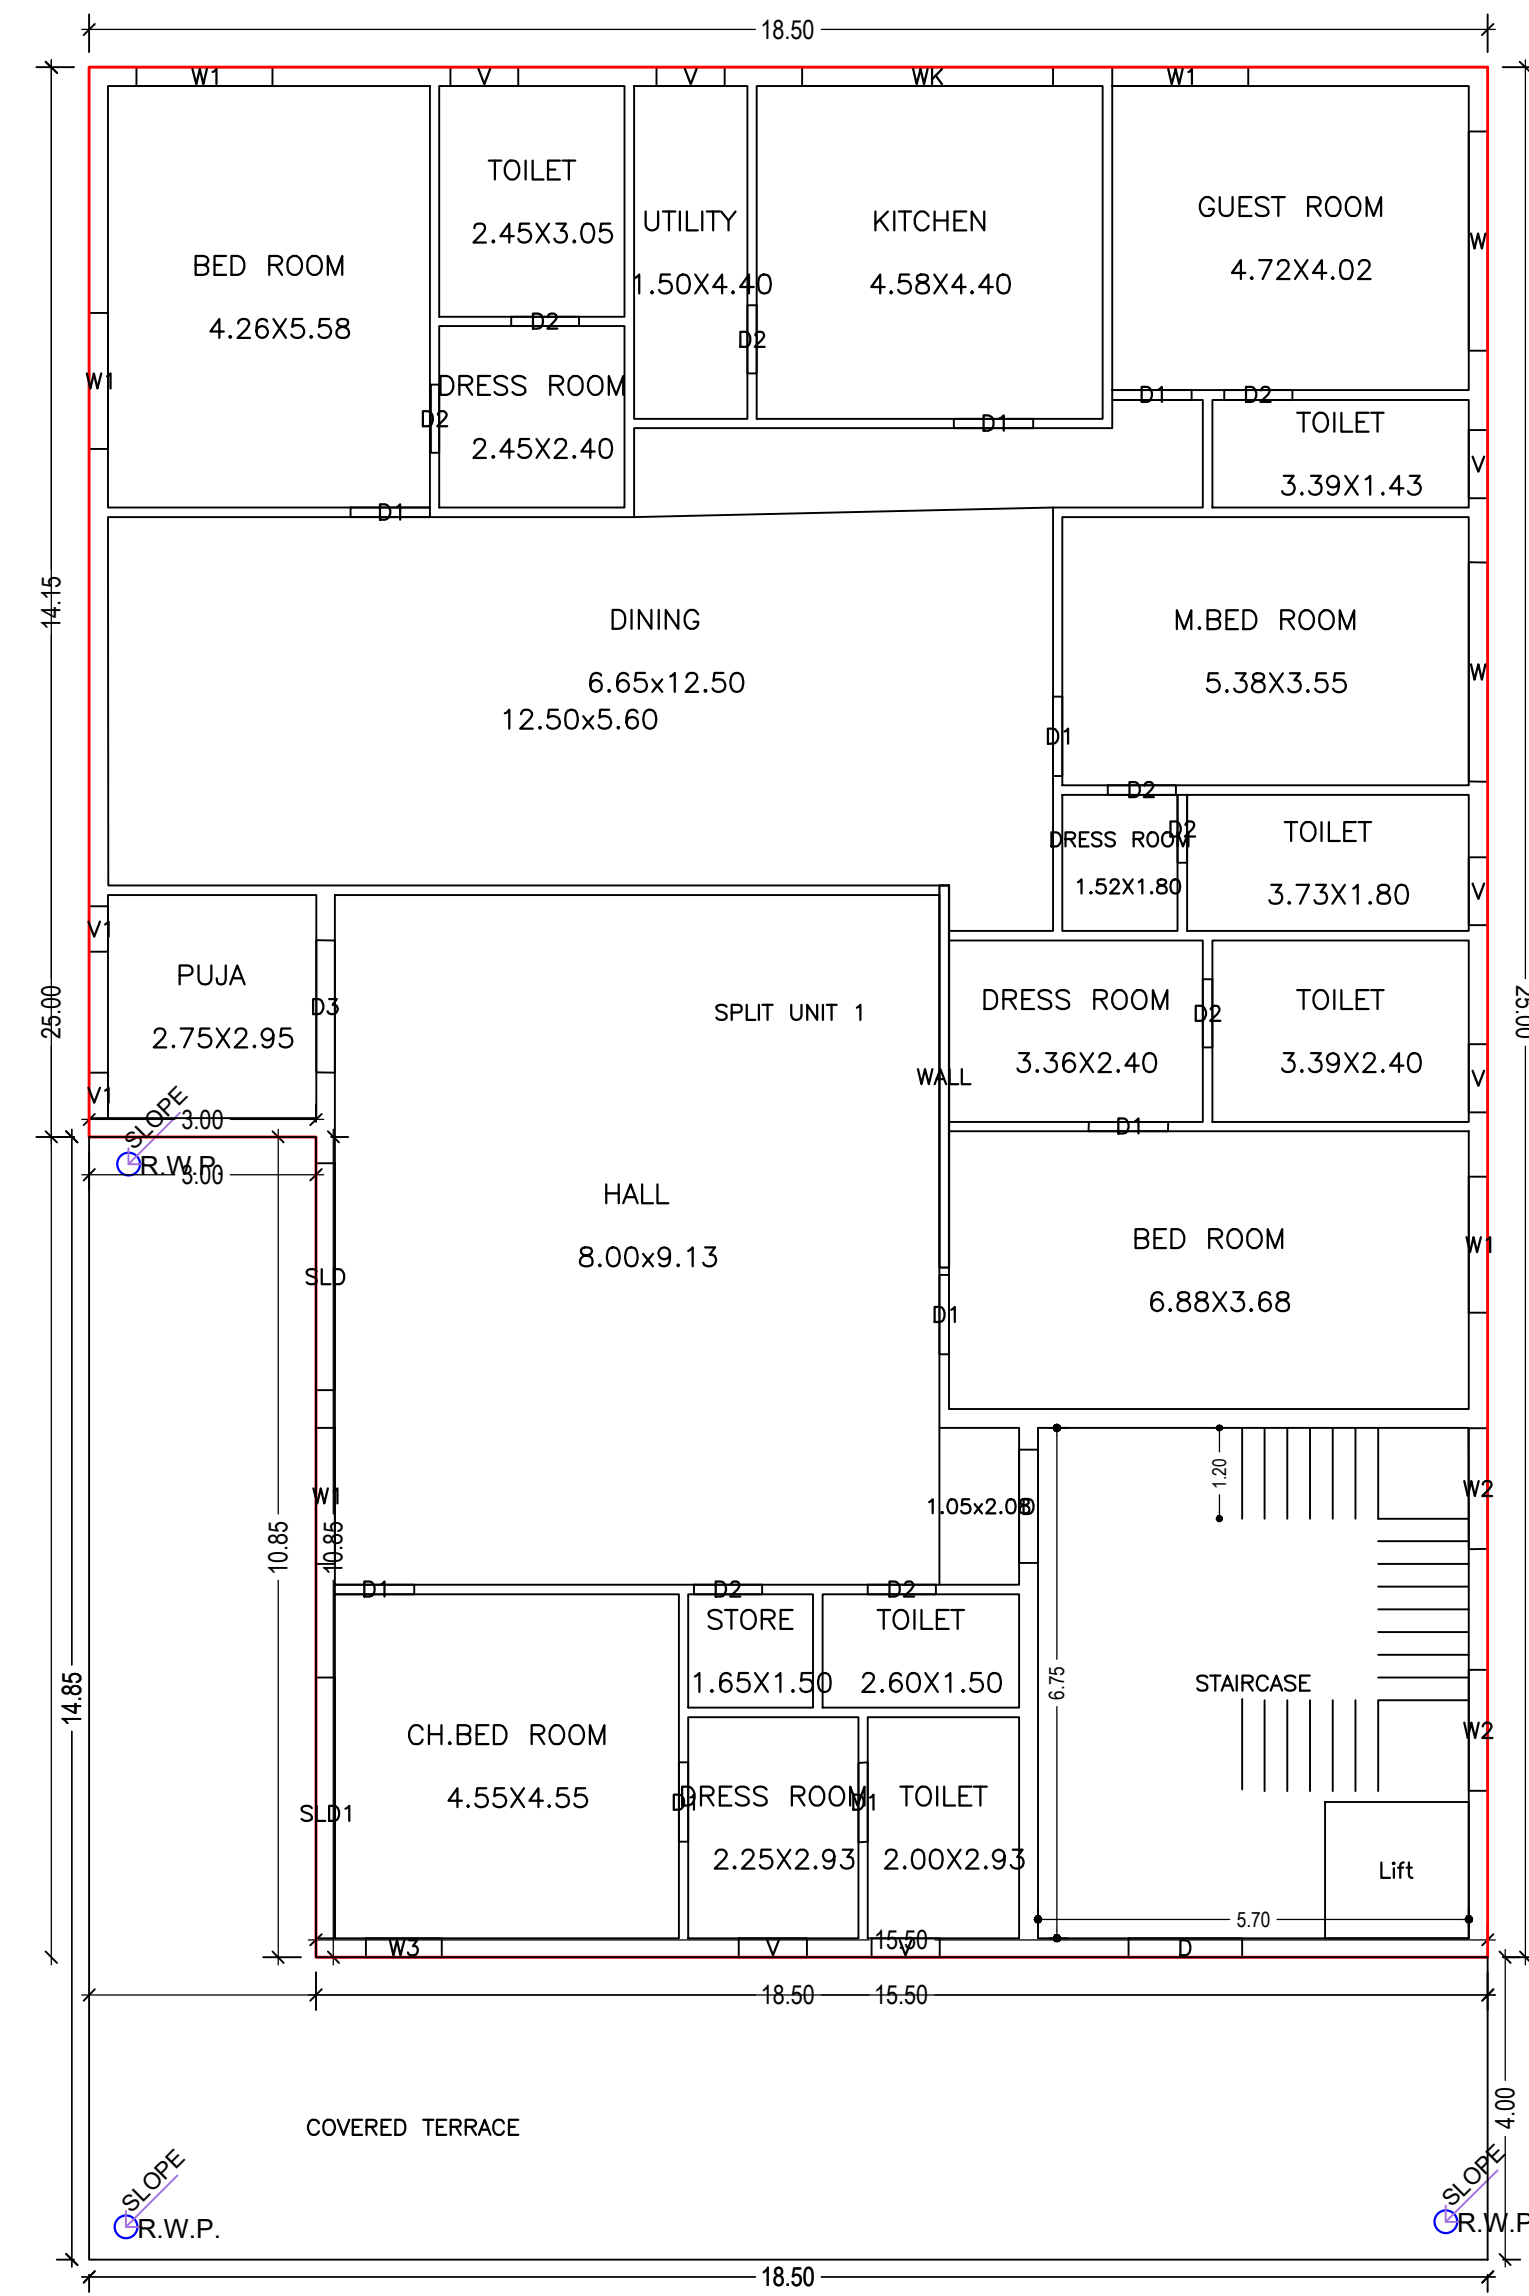 18.50
W1
V
V
WK
W1
TOILET
2.45X3.05
UTILITY
1.50X4.40
KITCHEN
4.58X4.40
GUEST ROOM
4.72X4.02
W
BED ROOM
4.26X5.58
D2
D2
W1
DRESS ROOM
2.45X2.40
D2
D1
D1
D2
D1
TOILET
3.39X1.43
V
D1
14.15
DINING
6.65x12.50
12.50x5.60
M.BED ROOM
5.38X3.55
W
D1
D2
DRESS ROOM
1.52X1.80
D2
TOILET
3.73X1.80
V
V1
PUJA
2.75X2.95
D3
25.00
25.00
SPLIT UNIT 1
WALL
DRESS ROOM
3.36X2.40
D2
TOILET
3.39X2.40
V
V1
SLOPE
3.00
R.W.P.
3.00
D1
HALL
8.00x9.13
SLD
BED ROOM
6.88X3.68
W1
D1
W1
10.85
10.85
1.05x2.08
D
1.20
W2
D1
D2
D2
STORE
1.65X1.50
TOILET
2.60X1.50
6.75
STAIRCASE
W2
14.85
CH.BED ROOM
4.55X4.55
SLD1
D1
DRESS ROOM
2.25X2.93
D1
TOILET
2.00X2.93
Lift
5.70
W3
V
V
15.50
D
18.50
15.50
4.00
COVERED TERRACE
SLOPE
R.W.P.
SLOPE
R.W.P
18.50